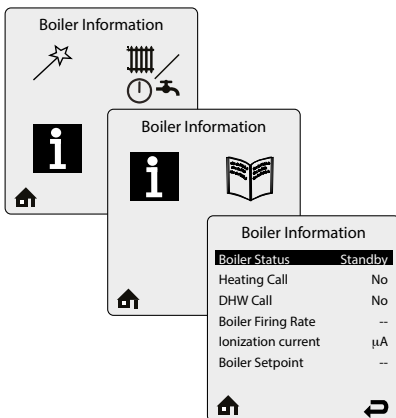 Boiler Information
i
Boiler Information
i
Boiler Information
Boiler Status Standby
Heating Call No
DHW Call No
Boiler Firing Rate --
Ionization current µA
Boiler Setpoint --